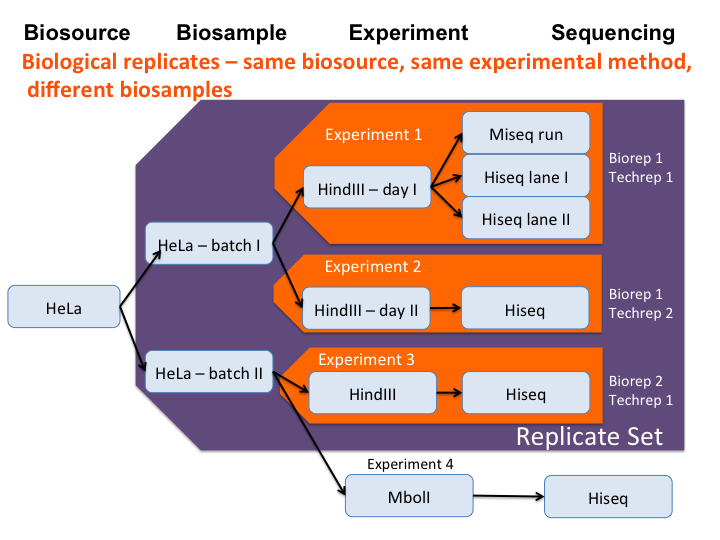 Biosource Biosample Experiment Sequencing
Biological replicates – same biosource, same experimental method,
different biosamples
Experiment 1
Miseq run
Biorep 1
Techrep 1
HindIII – day I
Hiseq lane I
Hiseq lane II
HeLa – batch I
Experiment 2
HindIII – day II
Hiseq
Biorep 1
Techrep 2
HeLa
HeLa – batch II
Experiment 3
HindIII
Hiseq
Biorep 2
Techrep 1
Replicate Set
Experiment 4
MboII
Hiseq